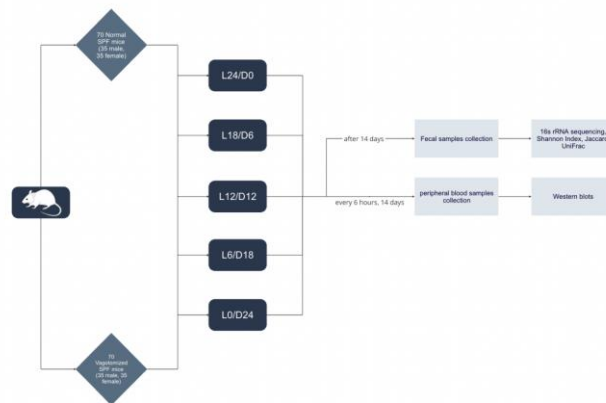 70 Normal
SPF mice
(35 male,
35 female)
L24/D0
L18/D6
L12/D12
L6/D18
L0/D24
70
Vagotomized
SPF mice
(35 male, 35
female)
after 14 days
every 6 hours, 14 days
Fecal samples collection
peripheral blood samples
collection
16s rRNA sequencing,
Shannon Index, Jaccard
UniFrac
Western blots